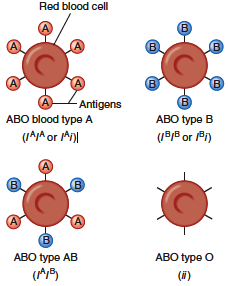 Red blood cell
A
A
A
A
A
A
Antigens
ABO blood type A
(IᴬIᴬ or Iᴬi)
B
B
B
B
B
B
ABO type B
(IᴮIᴮ or Iᴮi)
A
B
B
A
A
B
ABO type AB
(IᴬIᴮ)
ABO type O
(ii)